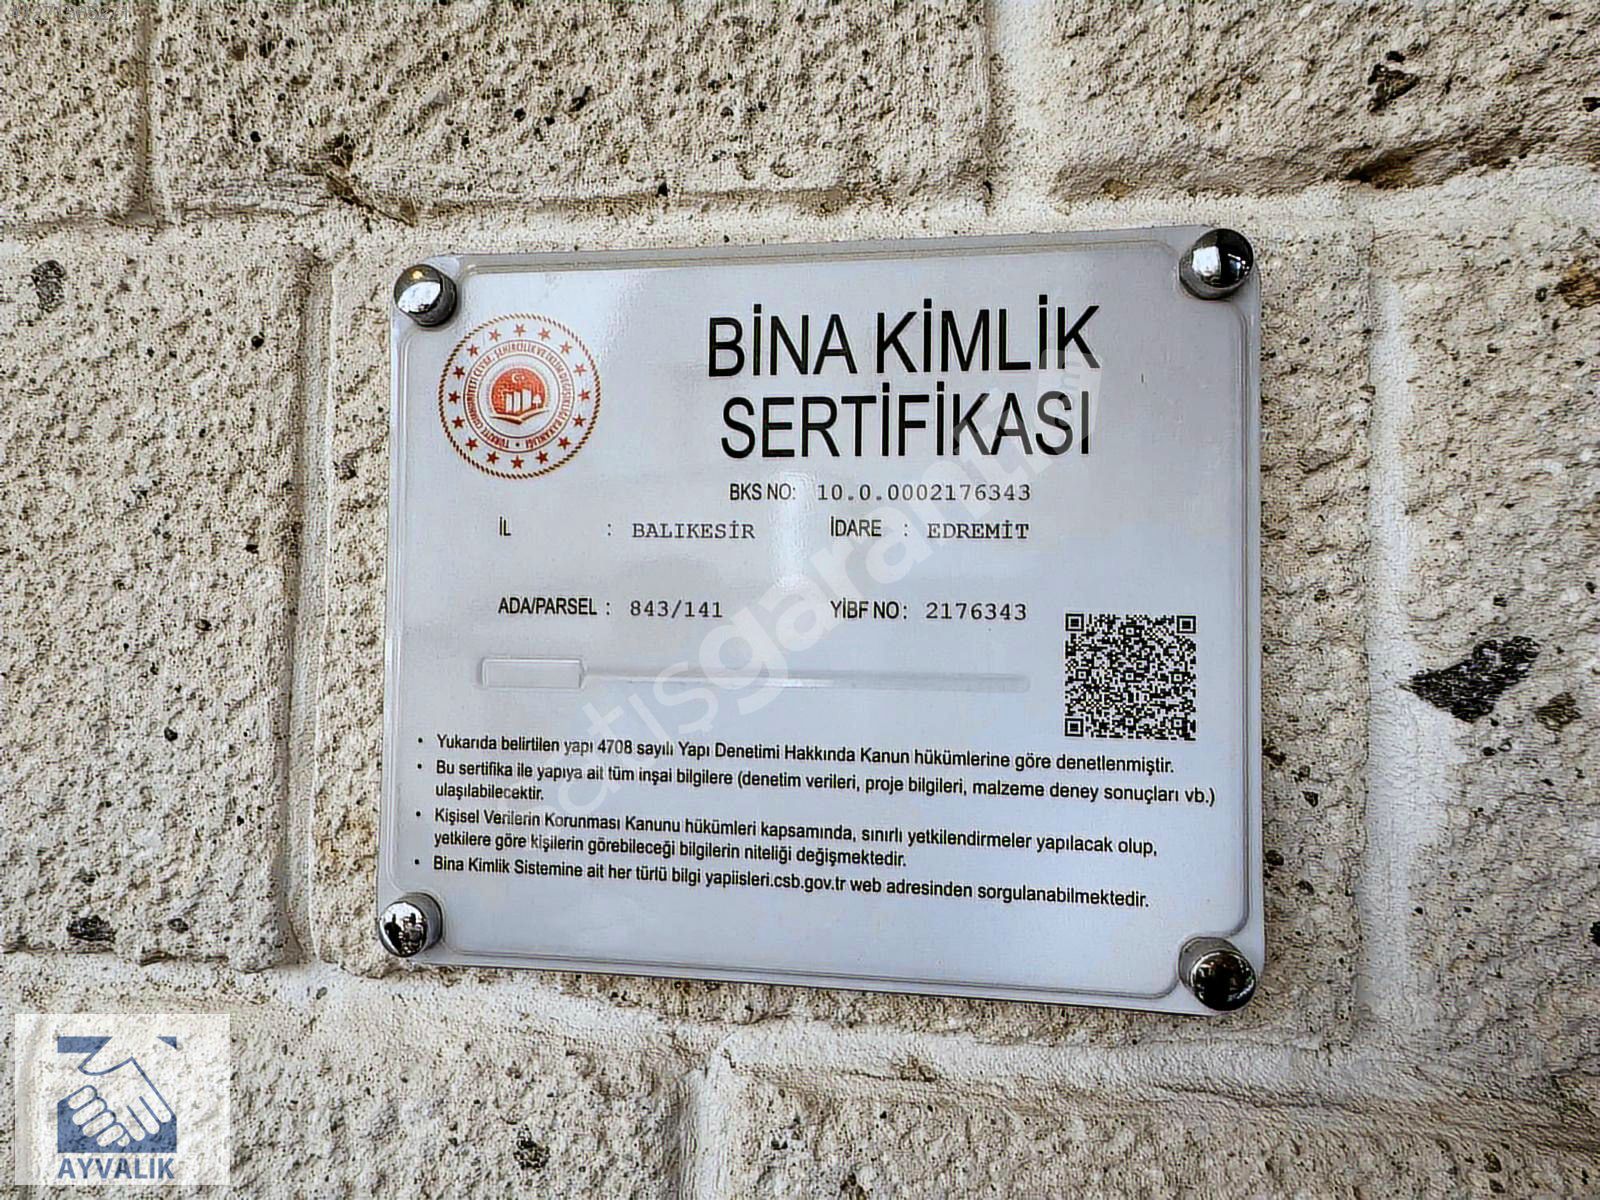 BİNA KİMLİK
SERTİFİKASI
BKS NO: 10.0.0002176343
İL : BALIKESİR İDARE : EDREMİT
ADA/PARSEL : 843/141 YİBF NO: 2176343
• Yukarıda belirtilen yapı 4708 sayılı Yapı Denetimi Hakkında Kanun hükümlerine göre denetlenmiştir.
• Bu sertifika ile yapıya ait tüm inşai bilgilere (denetim verileri, proje bilgileri, malzeme deney sonuçları vb.)
ulaşılabilecektir.
• Kişisel Verilerin Korunması Kanunu hükümleri kapsamında, sınırlı yetkilendirmeler yapılacak olup,
yetkilere göre kişilerin görebileceği bilgilerin niteliği değişmektedir.
• Bina Kimlik Sistemine ait her türlü bilgi yapiisleri.csb.gov.tr web adresinden sorgulanabilmektedir.
satışgaranti
AYVALIK